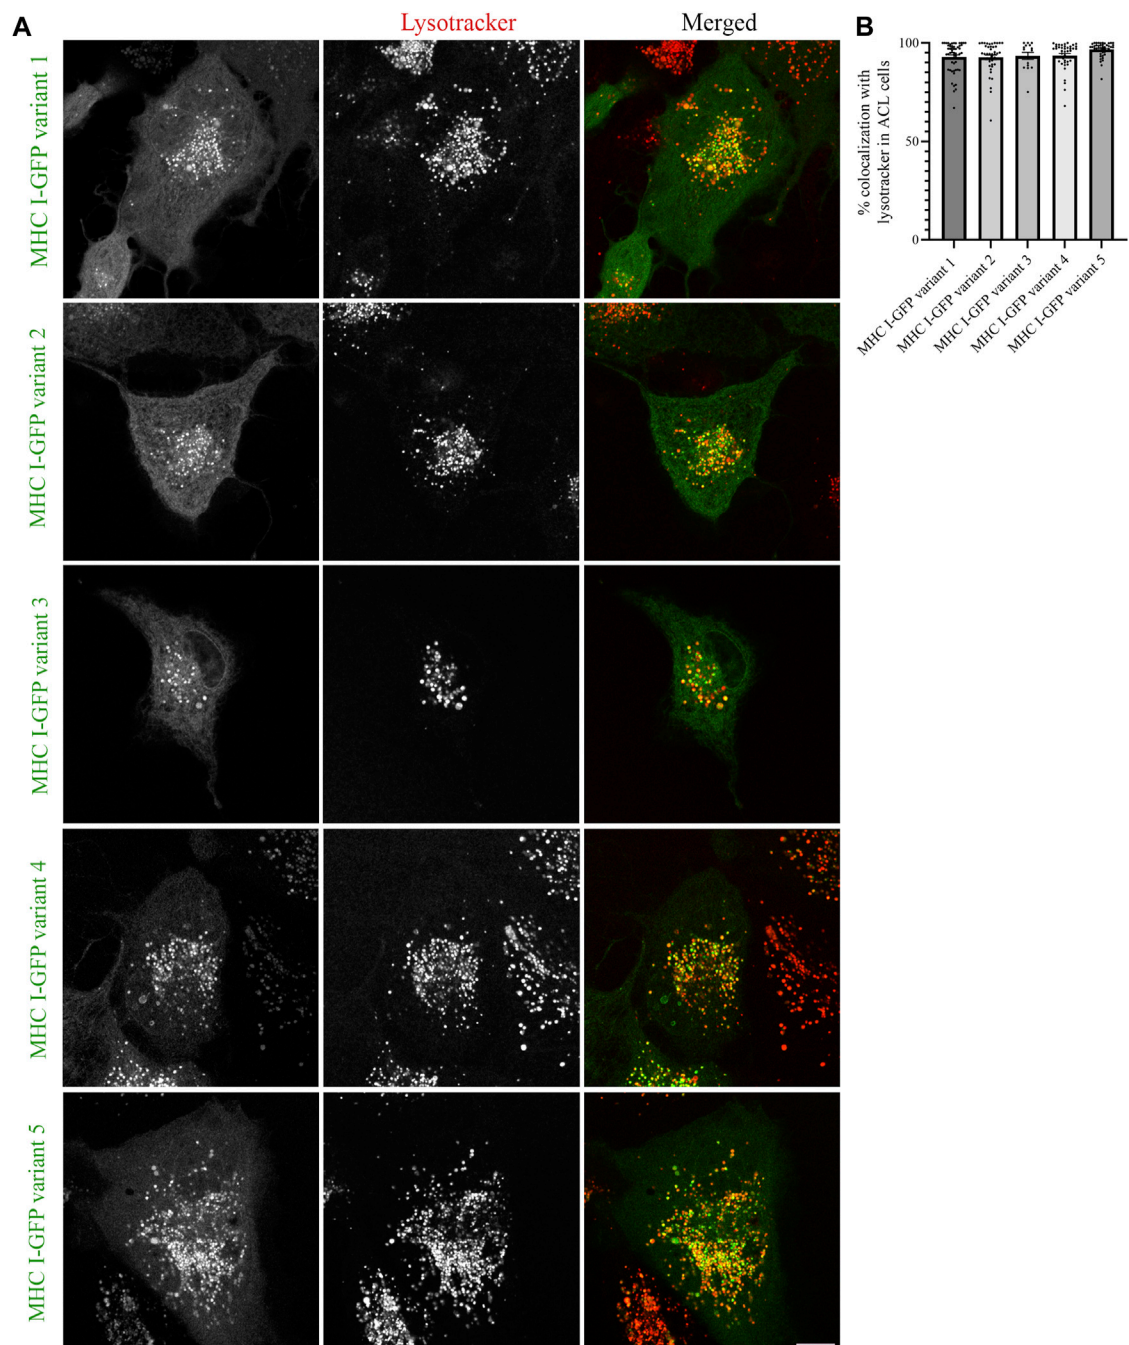 A
Lysotracker
Merged
MHC I-GFP variant 1
MHC I-GFP variant 2
MHC I-GFP variant 3
MHC I-GFP variant 4
MHC I-GFP variant 5
B
% colocalization with
lysotracker in ACL cells
100
50
0
MHC I-GFP variant 1
MHC I-GFP variant 2
MHC I-GFP variant 3
MHC I-GFP variant 4
MHC I-GFP variant 5